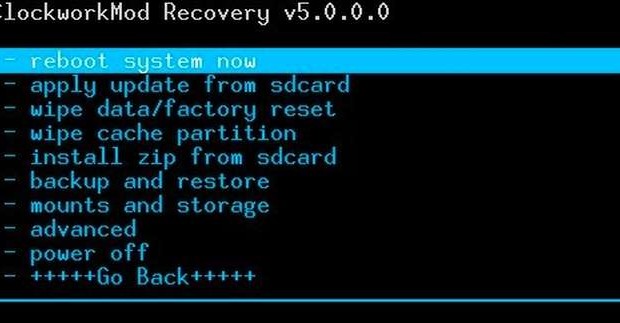 ClockworkMod Recovery v5.0.0.0
- reboot system now
- apply update from sdcard
- wipe data/factory reset
- wipe cache partition
- install zip from sdcard
- backup and restore
- mounts and storage
- advanced
- power off
- +++++Go Back+++++